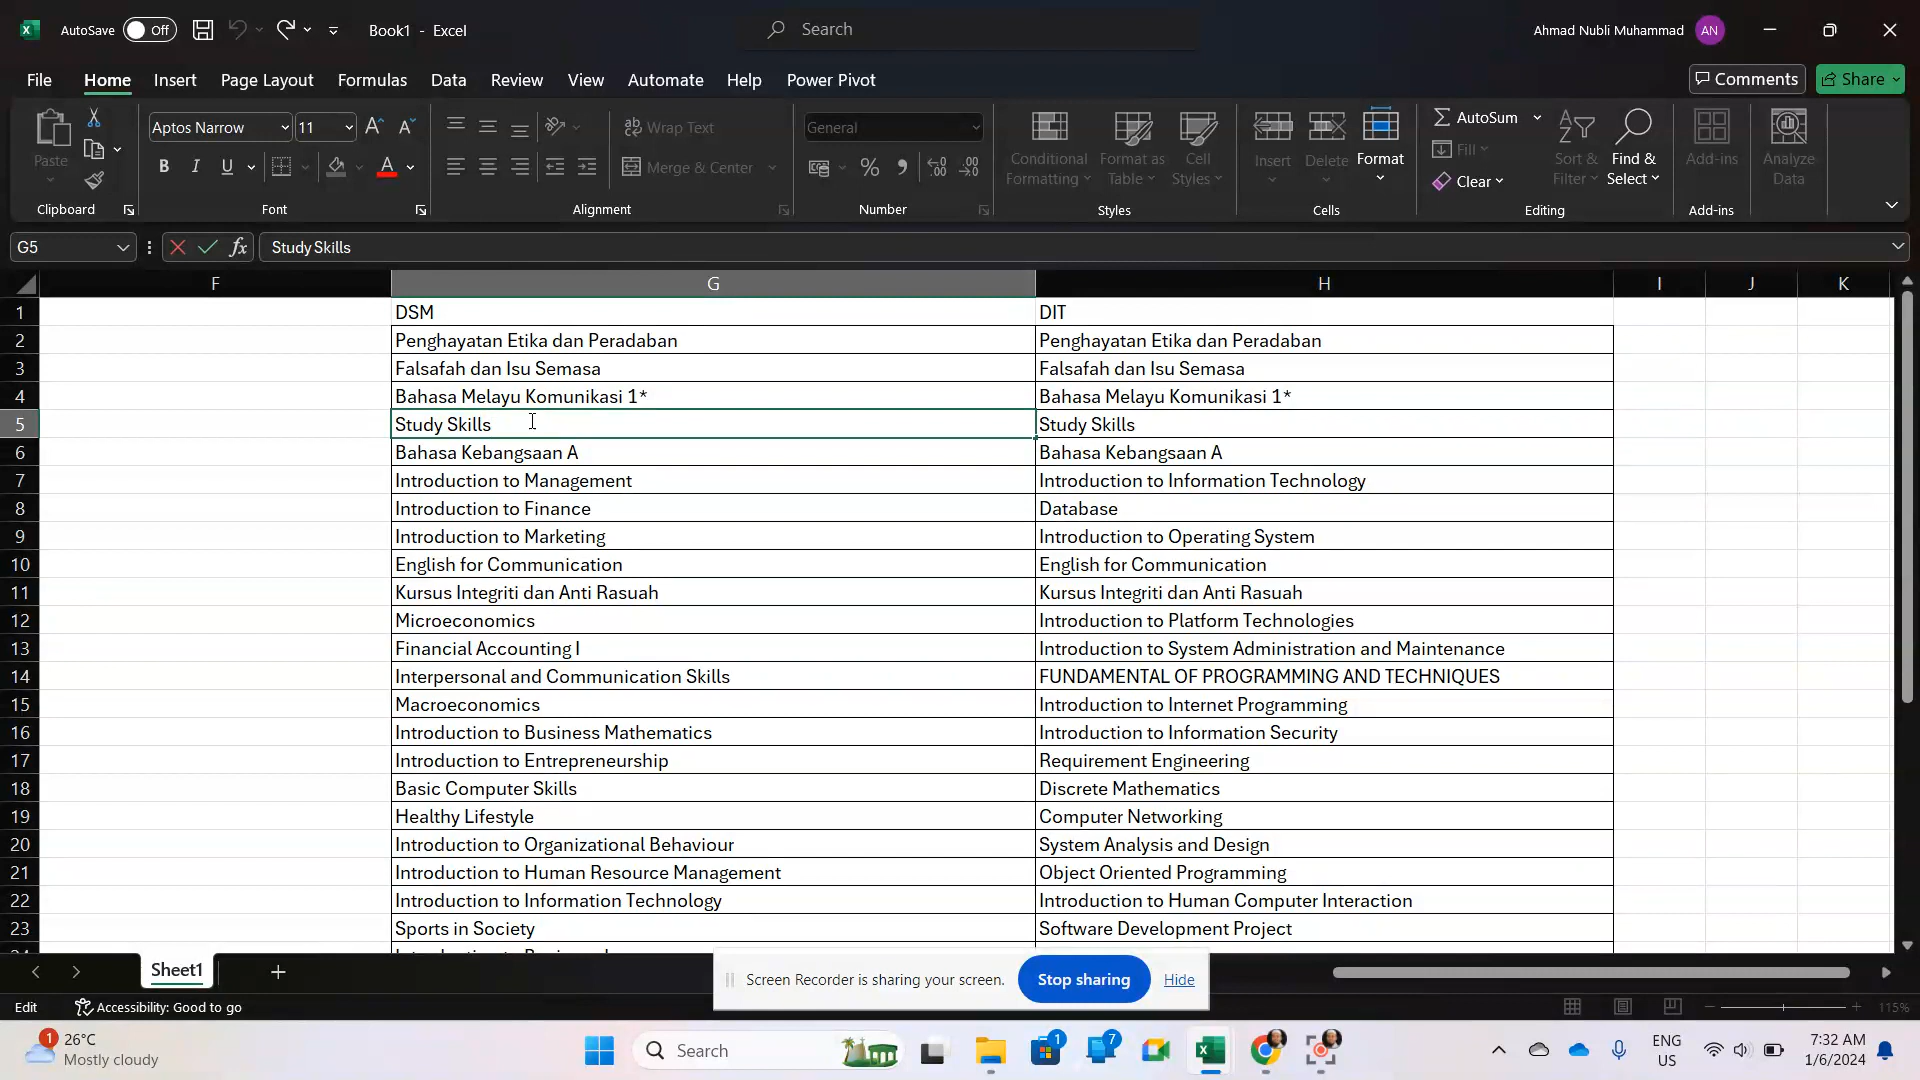 AutoSave Off Book1 - Excel Search Ahmad Nubli Muhammad AN
File Home Insert Page Layout Formulas Data Review View Automate Help Power Pivot Comments Share
Paste Aptos Narrow 11 Wrap Text General Conditional Formatting Format as Table Cell Styles Insert Delete Format AutoSum Sort & Filter Find & Select Add-ins Analyze Data
B I U Merge & Center Fill
Clear
Clipboard Font Alignment Number Styles Cells Editing Add-ins
G5 fx Study Skills
F G H I J K
1 DSM DIT
2 Penghayatan Etika dan Peradaban Penghayatan Etika dan Peradaban
3 Falsafah dan Isu Semasa Falsafah dan Isu Semasa
4 Bahasa Melayu Komunikasi 1* Bahasa Melayu Komunikasi 1*
5 Study Skills Study Skills
6 Bahasa Kebangsaan A Bahasa Kebangsaan A
7 Introduction to Management Introduction to Information Technology
8 Introduction to Finance Database
9 Introduction to Marketing Introduction to Operating System
10 English for Communication English for Communication
11 Kursus Integriti dan Anti Rasuah Kursus Integriti dan Anti Rasuah
12 Microeconomics Introduction to Platform Technologies
13 Financial Accounting I Introduction to System Administration and Maintenance
14 Interpersonal and Communication Skills FUNDAMENTAL OF PROGRAMMING AND TECHNIQUES
15 Macroeconomics Introduction to Internet Programming
16 Introduction to Business Mathematics Introduction to Information Security
17 Introduction to Entrepreneurship Requirement Engineering
18 Basic Computer Skills Discrete Mathematics
19 Healthy Lifestyle Computer Networking
20 Introduction to Organizational Behaviour System Analysis and Design
21 Introduction to Human Resource Management Object Oriented Programming
22 Introduction to Information Technology Introduction to Human Computer Interaction
23 Sports in Society Software Development Project
Sheet1
Screen Recorder is sharing your screen. Stop sharing Hide
Edit Accessibility: Good to go 115%
1 26°C Mostly cloudy Search 1 7 ENG US 7:32 AM 1/6/2024